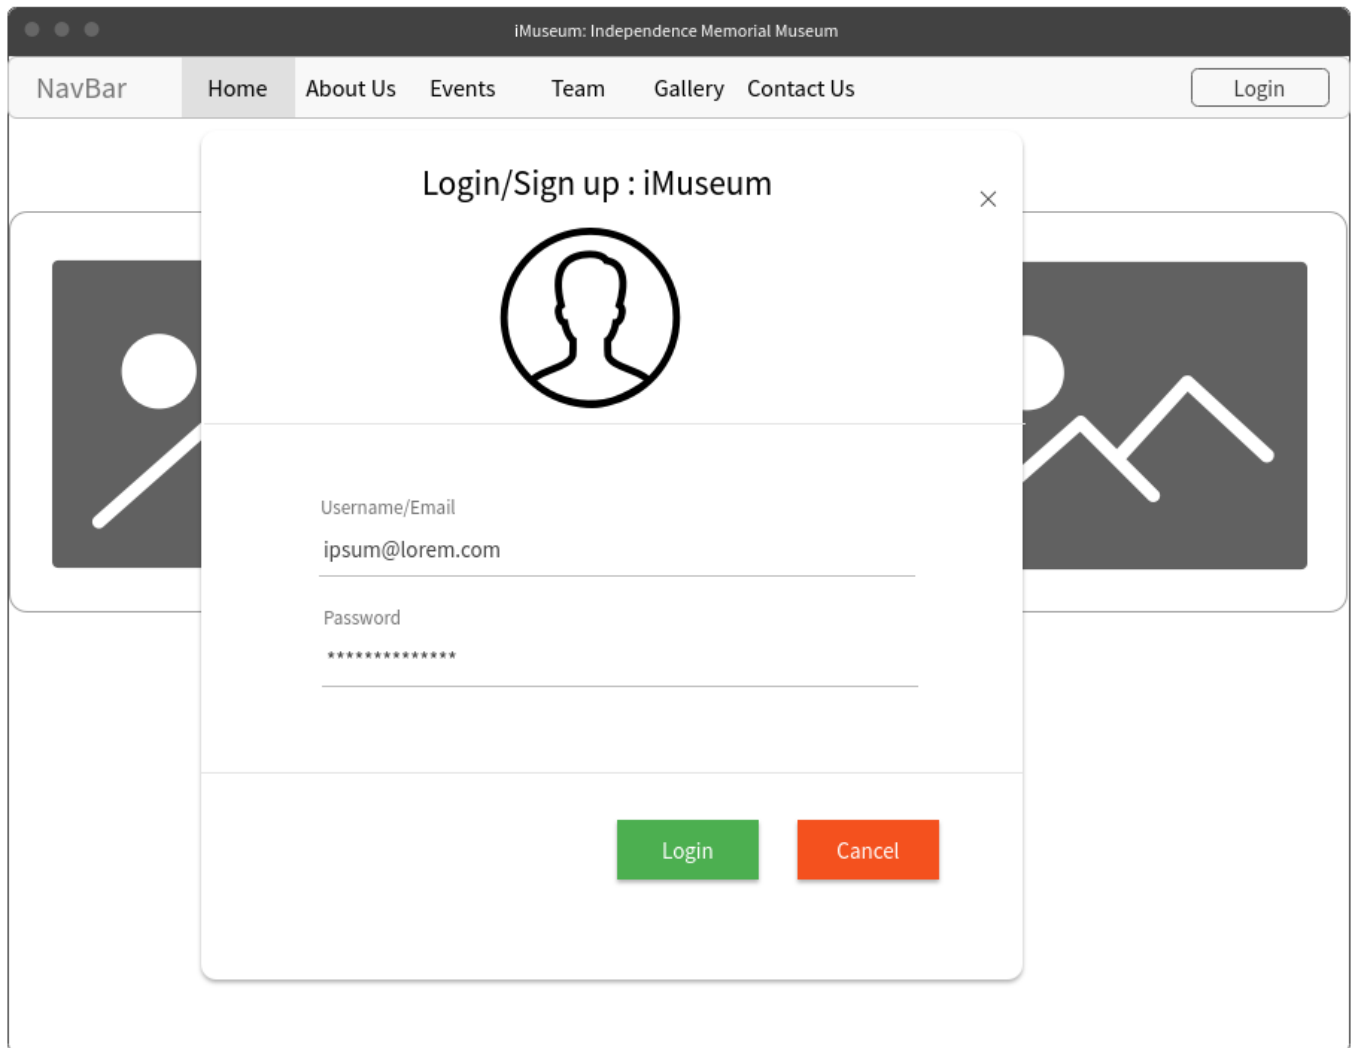 iMuseum: Independence Memorial Museum
NavBar Home About Us Events Team Gallery Contact Us Login
Login/Sign up : iMuseum
Username/Email
ipsum@lorem.com
Password
**************
Login Cancel